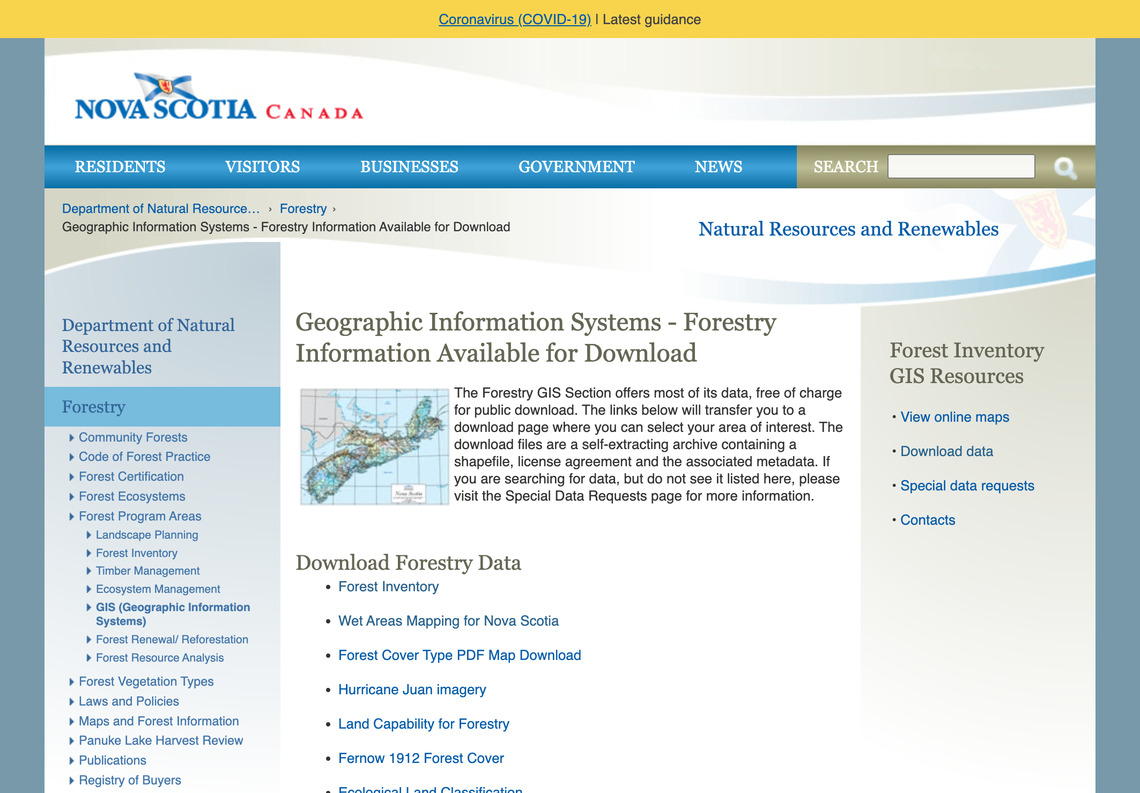 Coronavirus (COVID-19) | Latest guidance
NOVA SCOTIA CANADA
RESIDENTS VISITORS BUSINESSES GOVERNMENT NEWS SEARCH
Department of Natural Resource… › Forestry ›
Geographic Information Systems - Forestry Information Available for Download
Natural Resources and Renewables
Department of Natural
Resources and
Renewables
Forestry
Community Forests
Code of Forest Practice
Forest Certification
Forest Ecosystems
Forest Program Areas
Landscape Planning
Forest Inventory
Timber Management
Ecosystem Management
GIS (Geographic Information
Systems)
Forest Renewal/ Reforestation
Forest Resource Analysis
Forest Vegetation Types
Laws and Policies
Maps and Forest Information
Panuke Lake Harvest Review
Publications
Registry of Buyers
Geographic Information Systems - Forestry
Information Available for Download
The Forestry GIS Section offers most of its data, free of charge
for public download. The links below will transfer you to a
download page where you can select your area of interest. The
download files are a self-extracting archive containing a
shapefile, license agreement and the associated metadata. If
you are searching for data, but do not see it listed here, please
visit the Special Data Requests page for more information.
Nova Scotia
Download Forestry Data
• Forest Inventory
• Wet Areas Mapping for Nova Scotia
• Forest Cover Type PDF Map Download
• Hurricane Juan imagery
• Land Capability for Forestry
• Fernow 1912 Forest Cover
Ecological Land Classification
Forest Inventory
GIS Resources
• View online maps
• Download data
• Special data requests
• Contacts